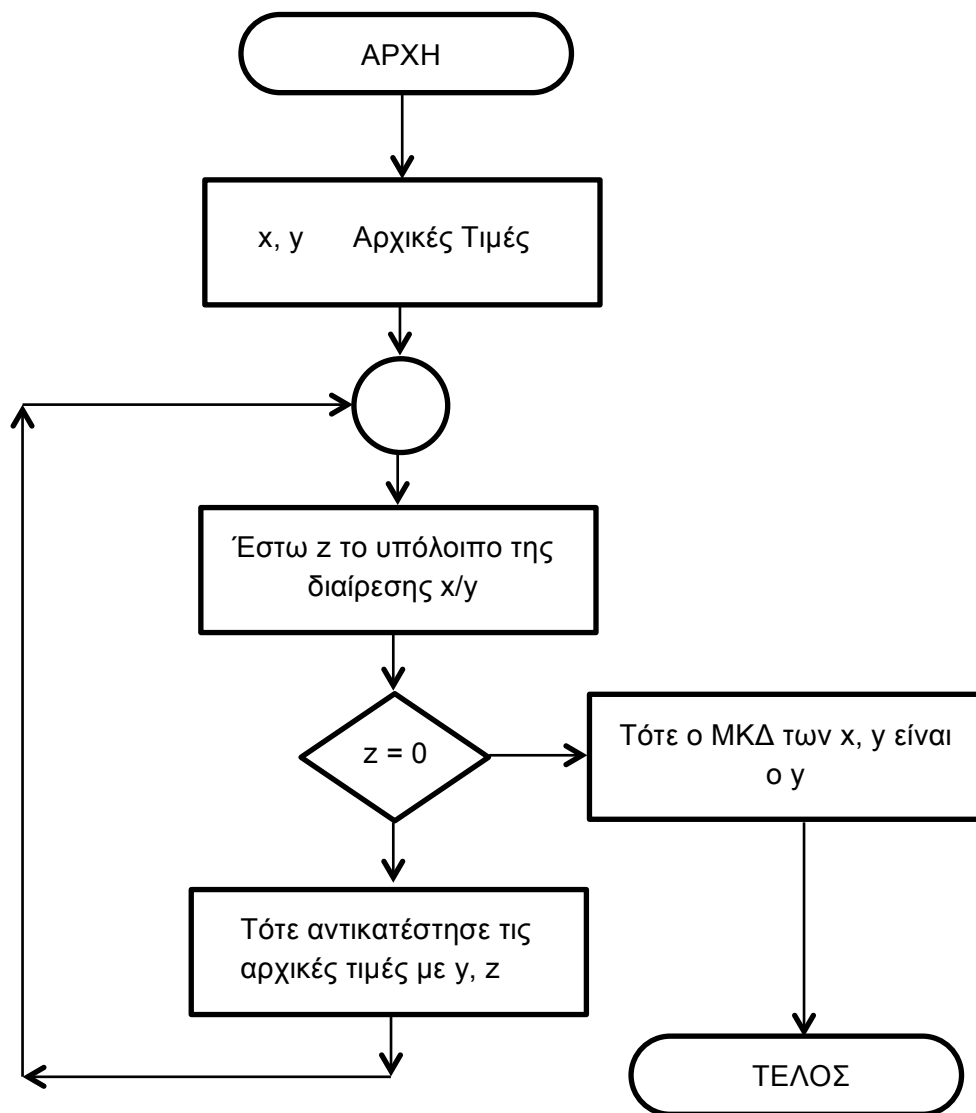 ΑΡΧΗ
x, y Αρχικές Τιμές
Έστω z το υπόλοιπο της
διαίρεσης x/y
z = 0
Τότε ο ΜΚΔ των x, y είναι
ο y
Τότε αντικατέστησε τις
αρχικές τιμές με y, z
ΤΕΛΟΣ